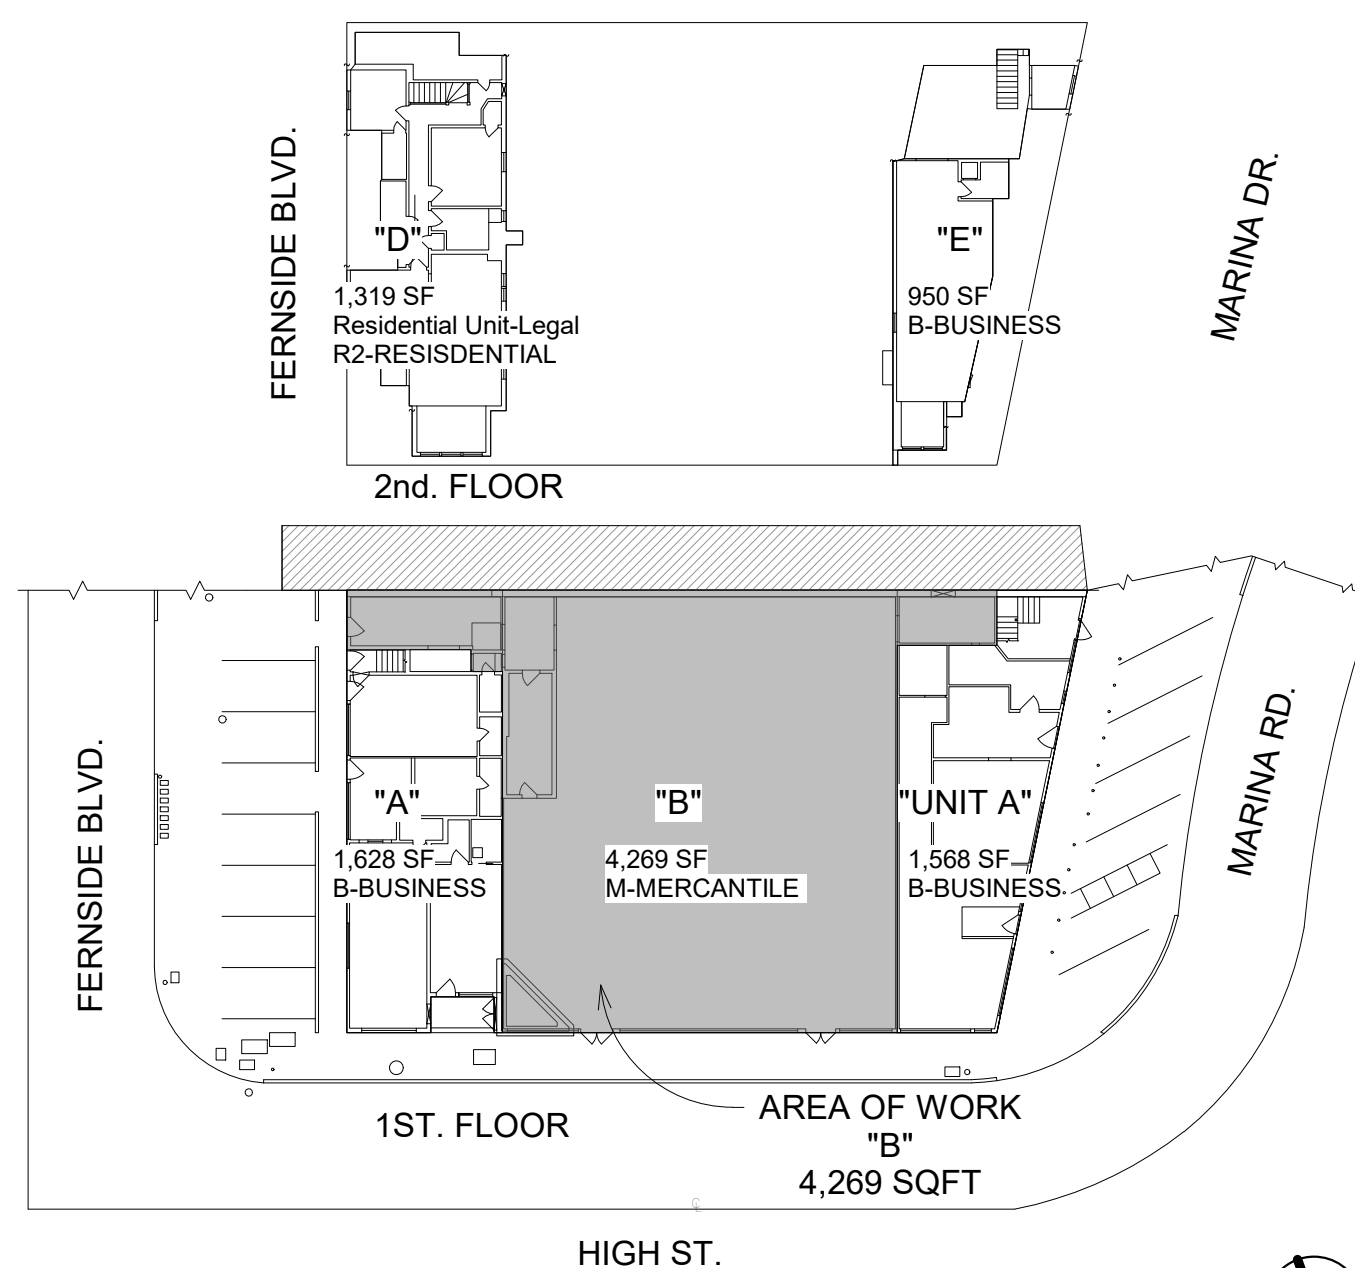 FERNSIDE BLVD.
"D"
1,319 SF
Residential Unit-Legal
R2-RESISDENTIAL
"E"
950 SF
B-BUSINESS
MARINA DR.
2nd. FLOOR
FERNSIDE BLVD.
"A"
1,628 SF
B-BUSINESS
"B"
4,269 SF
M-MERCANTILE
"UNIT A"
1,568 SF
B-BUSINESS
MARINA RD.
1ST. FLOOR
AREA OF WORK
"B"
4,269 SQFT
CL
HIGH ST.